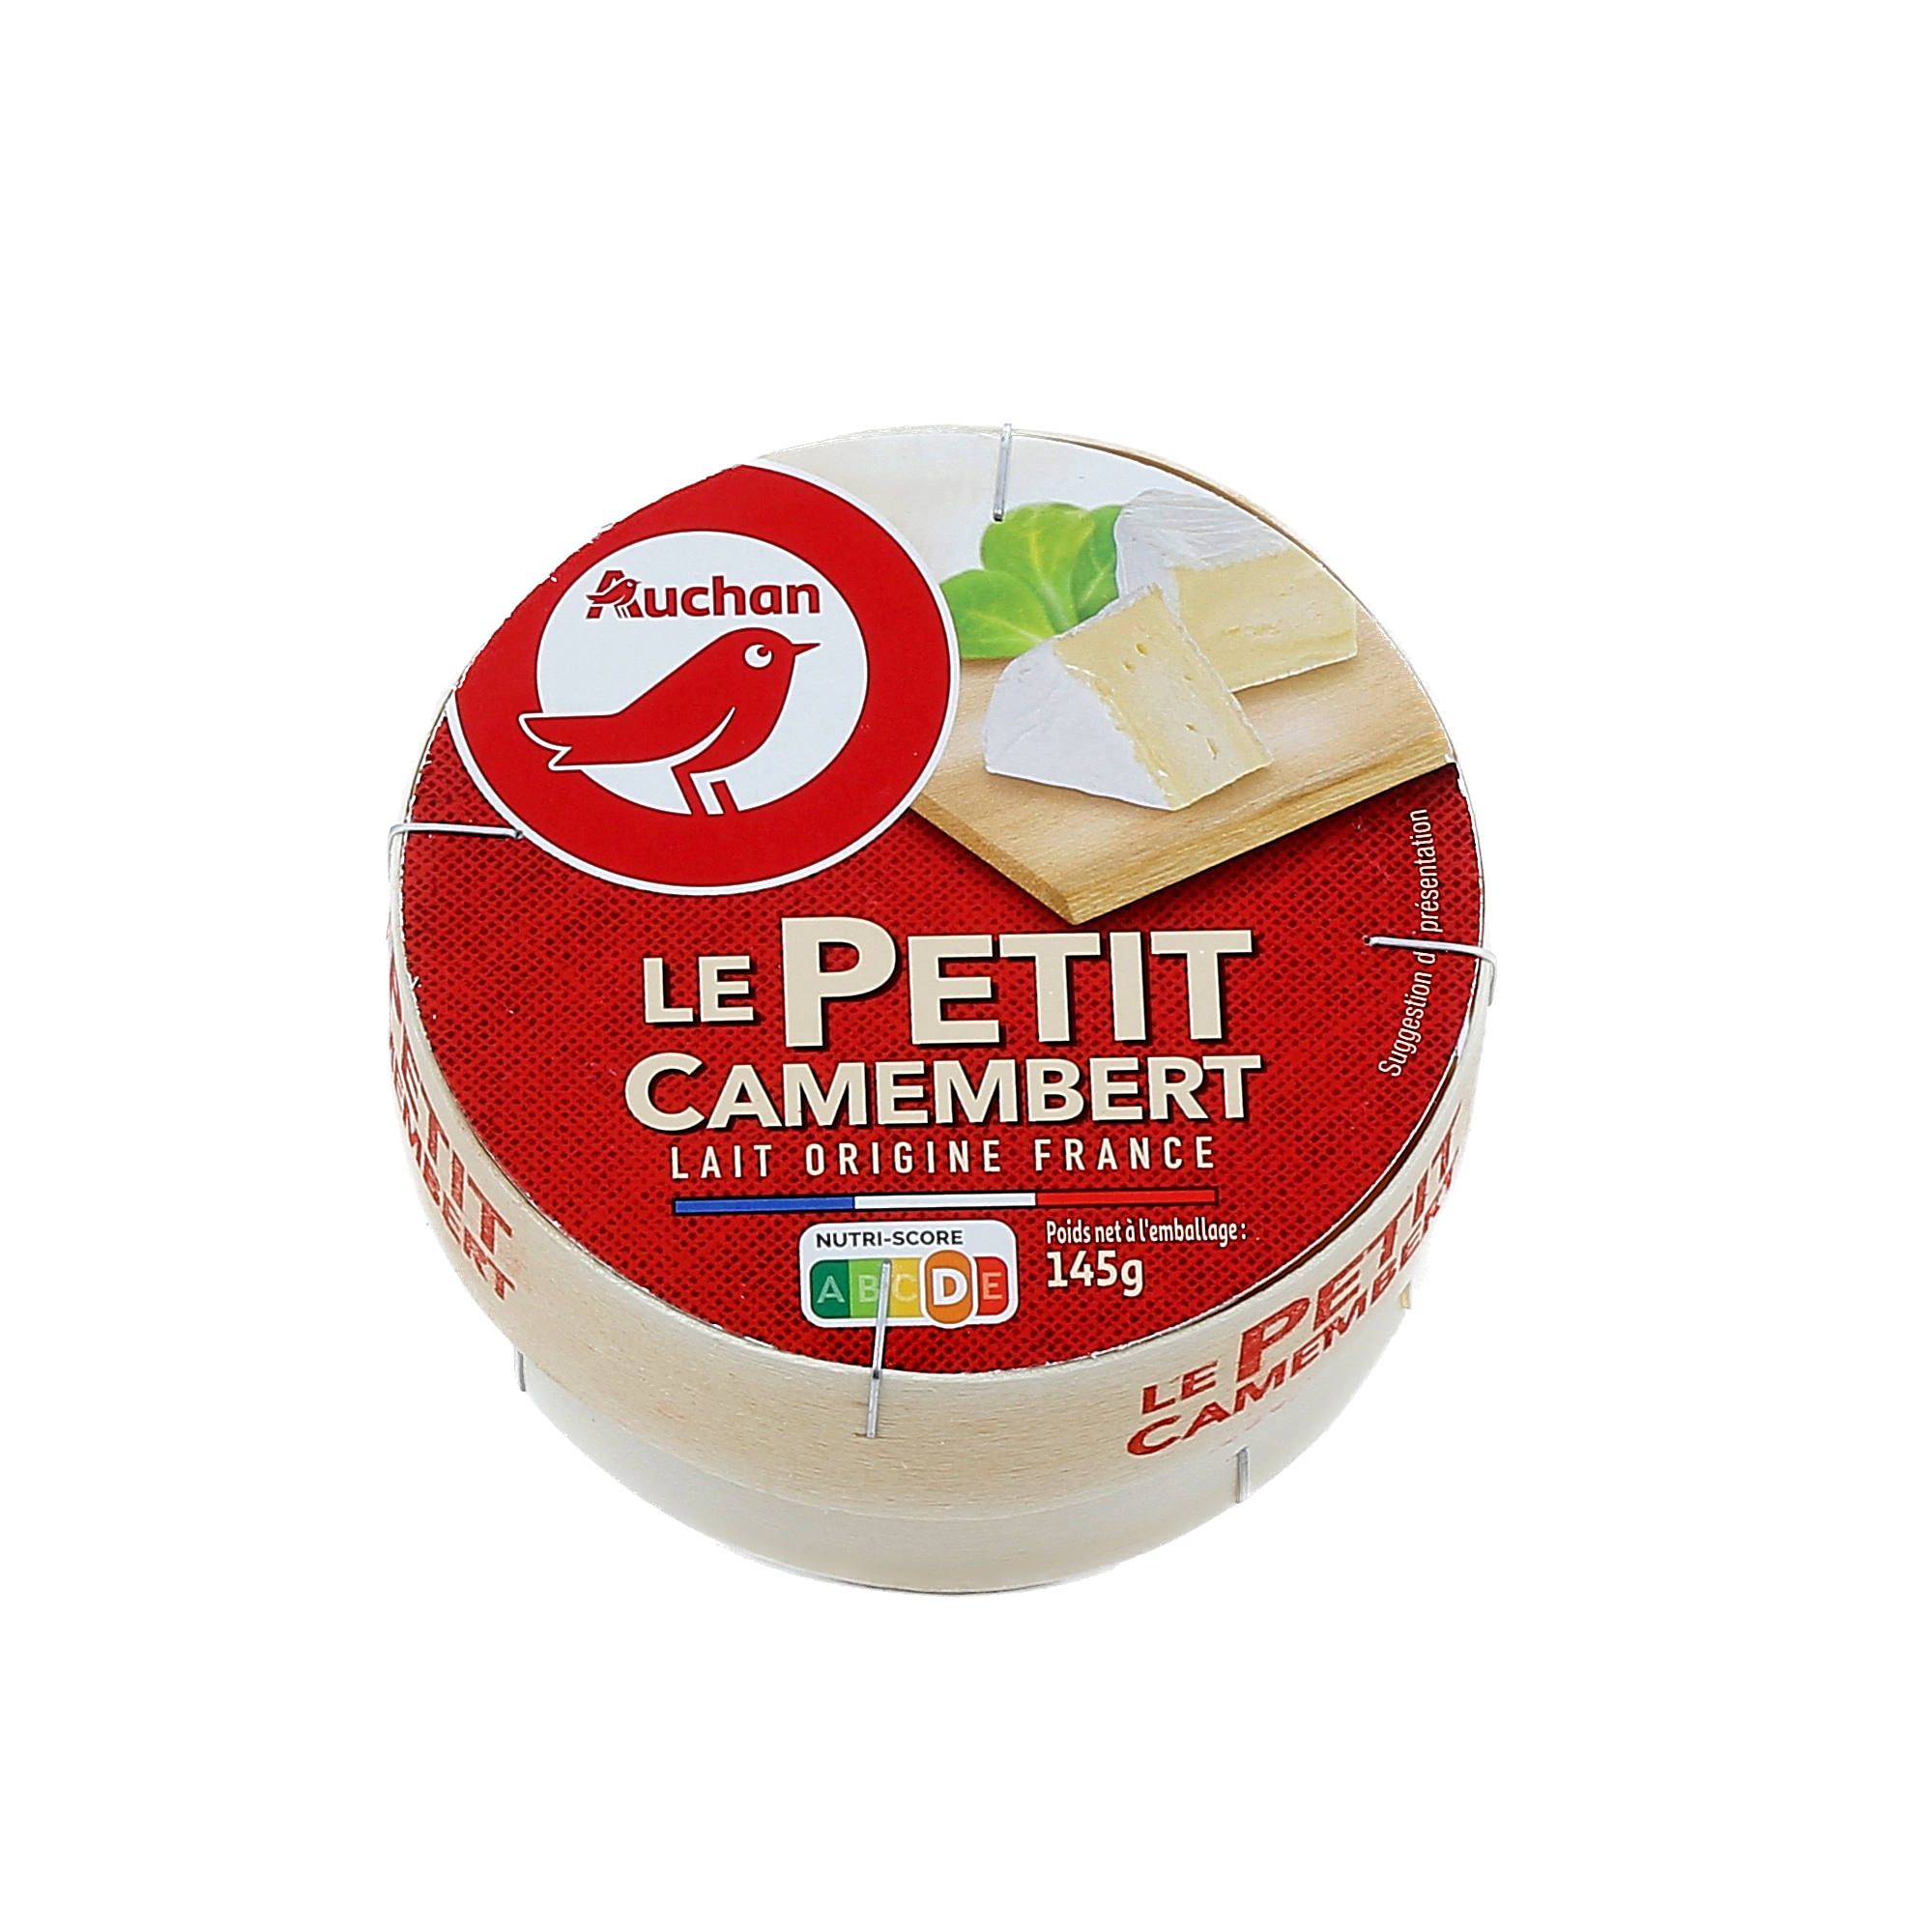 Auchan
LE PETIT
CAMEMBERT
LAIT ORIGINE FRANCE
NUTRI-SCORE
A B C D E
Poids net à l'emballage :
145g
Suggestion de présentation
PETIT
LE PETIT
CAMEMBERT